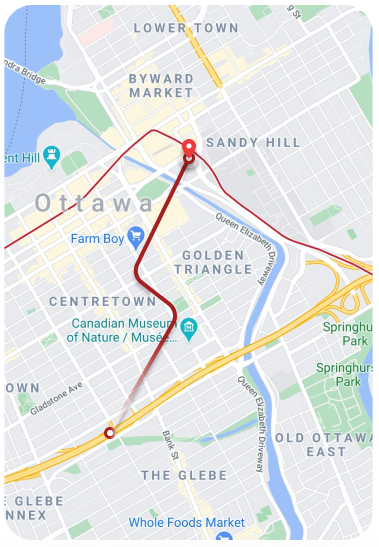 g St
LOWER TOWN
ndra Bridge
BYWARD
MARKET
SANDY HILL
ent Hill
Ottawa
Queen Elizabeth Driveway
Farm Boy
GOLDEN
TRIANGLE
CENTRETOWN
Canadian Museum
of Nature / Musée...
Springhu
Park
Springhurs
Park
OWN
Gladstone Ave
Queen Elizabeth Driveway
Bank St
OLD OTTAWA
EAST
THE GLEBE
E GLEBE
NNEX
Whole Foods Market